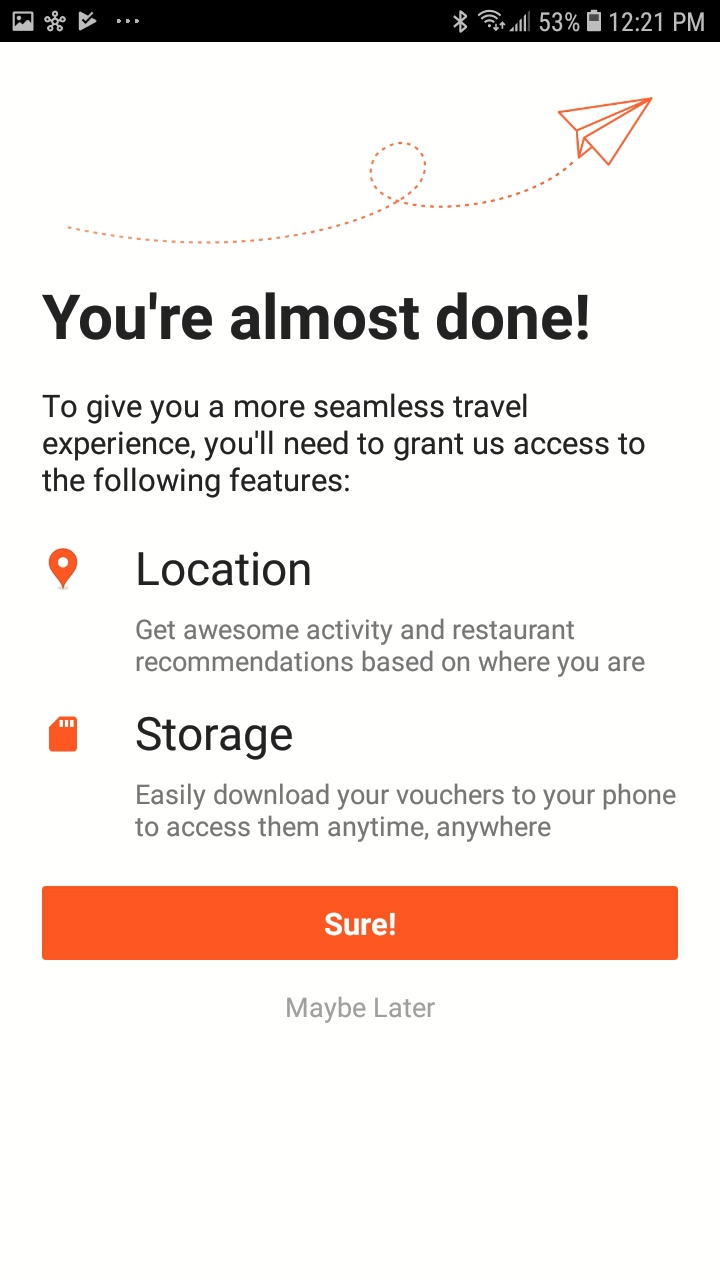 53% 12:21 PM
You're almost done!
To give you a more seamless travel
experience, you'll need to grant us access to
the following features:
Location
Get awesome activity and restaurant
recommendations based on where you are
Storage
Easily download your vouchers to your phone
to access them anytime, anywhere
Sure!
Maybe Later